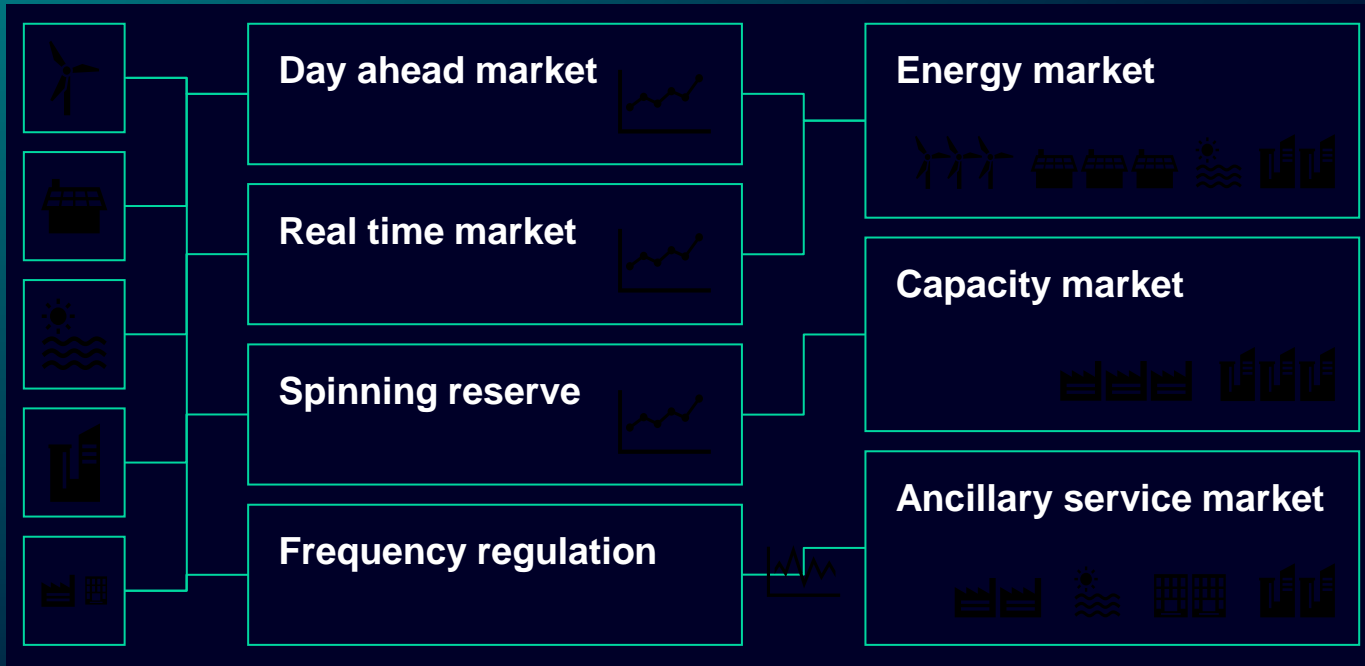 Day ahead market
Real time market
Spinning reserve
Frequency regulation
Energy market
Capacity market
Ancillary service market